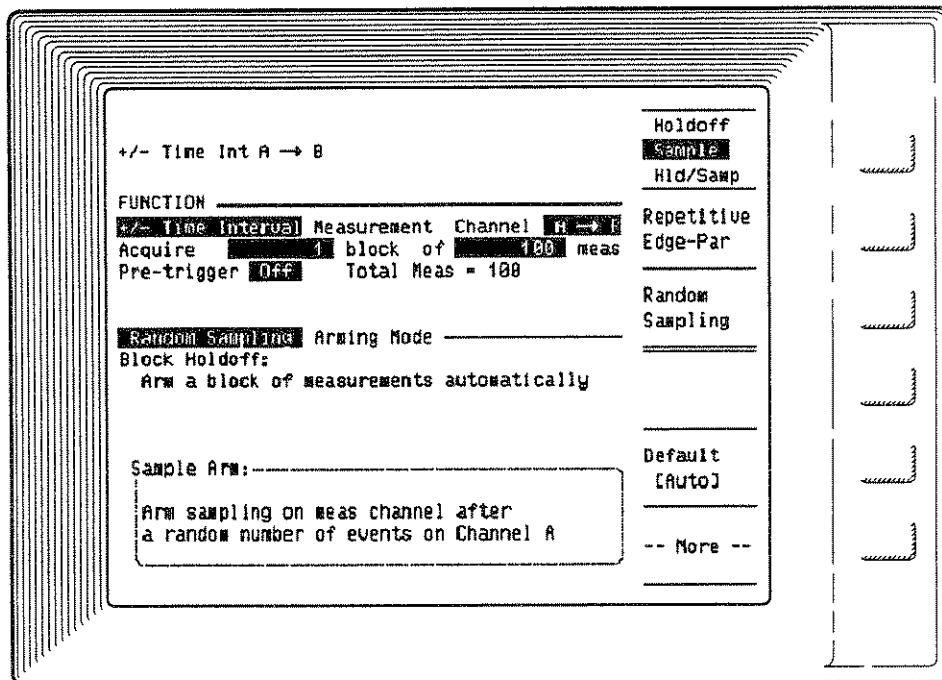 +/- Time Int A → B
FUNCTION
+/- Time Interval Measurement Channel A → B
Acquire 1 block of 100 meas
Pre-trigger Off Total Meas = 100
Random Sampling Arming Mode
Block Holdoff:
Arm a block of measurements automatically
Sample Arm:
Arm sampling on meas channel after
a random number of events on Channel A
Holdoff
Sample
Hld/Samp
Repetitive
Edge-Par
Random
Sampling
Default
[Auto]
-- More --